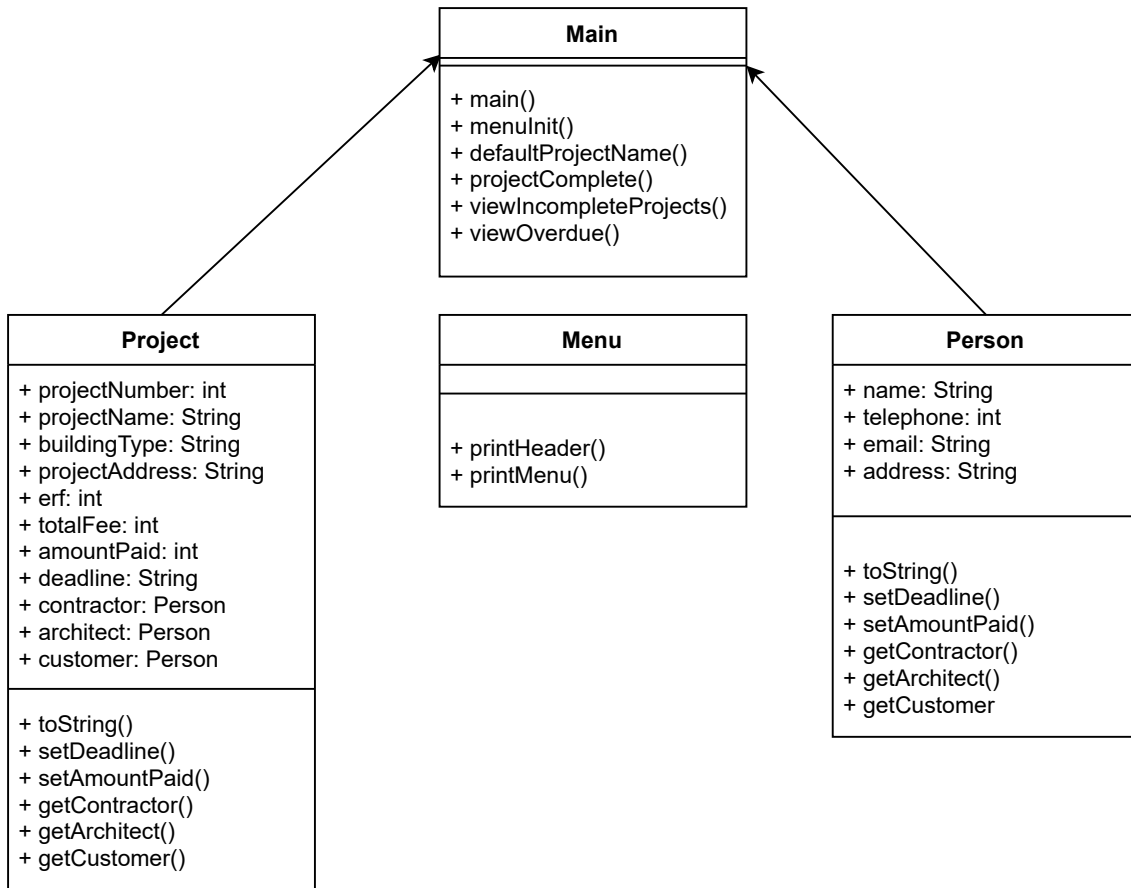 Main
+ main()
+ menuInit()
+ defaultProjectName()
+ projectComplete()
+ viewIncompleteProjects()
+ viewOverdue()
Project
+ projectNumber: int
+ projectName: String
+ buildingType: String
+ projectAddress: String
+ erf: int
+ totalFee: int
+ amountPaid: int
+ deadline: String
+ contractor: Person
+ architect: Person
+ customer: Person
+ toString()
+ setDeadline()
+ setAmountPaid()
+ getContractor()
+ getArchitect()
+ getCustomer()
Menu
+ printHeader()
+ printMenu()
Person
+ name: String
+ telephone: int
+ email: String
+ address: String
+ toString()
+ setDeadline()
+ setAmountPaid()
+ getContractor()
+ getArchitect()
+ getCustomer